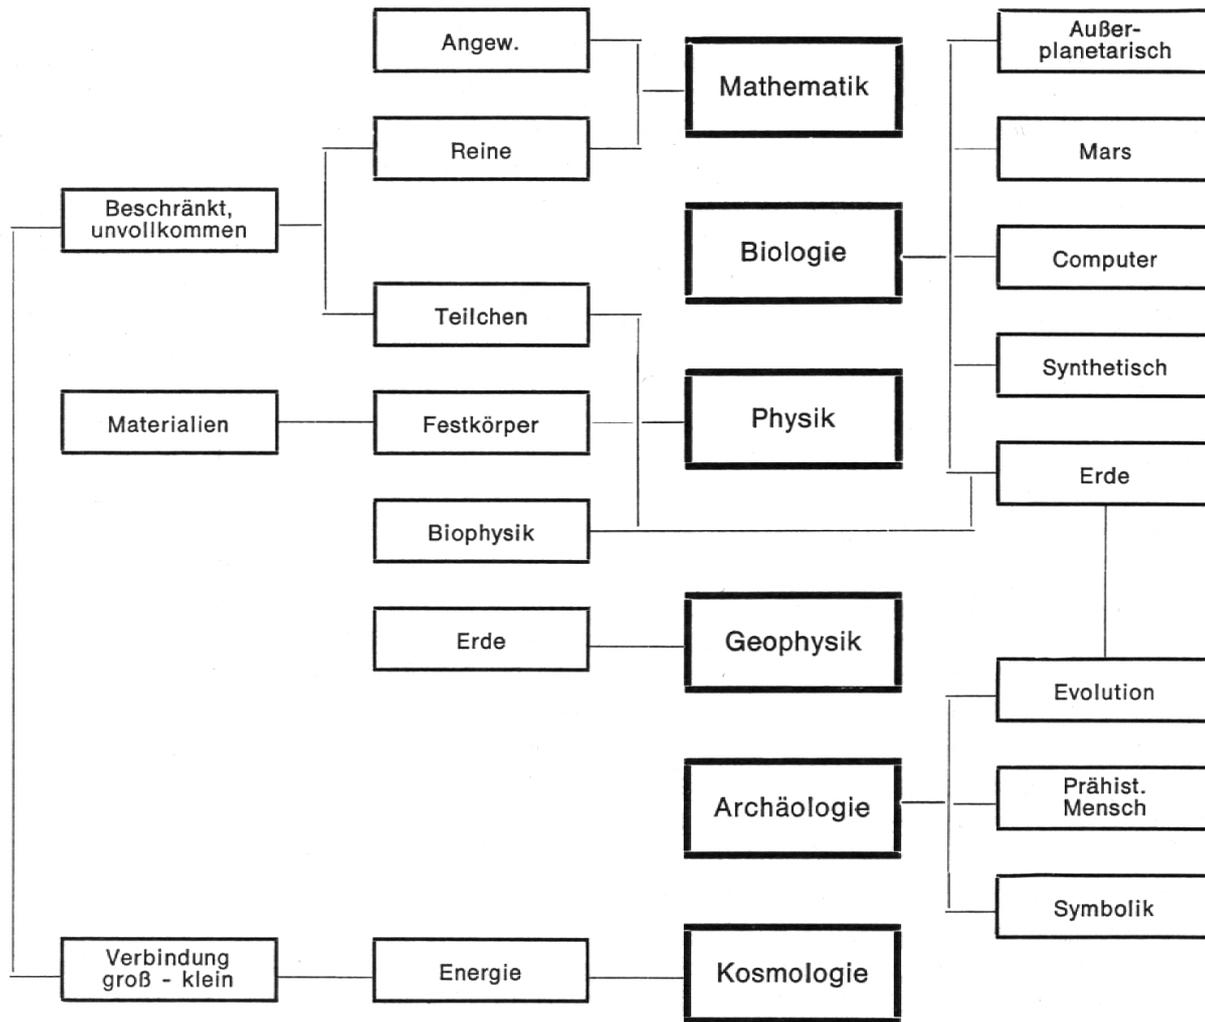 Angew.
Mathematik
Außer-
planetarisch
Reine
Mars
Beschränkt,
unvollkommen
Biologie
Computer
Teilchen
Synthetisch
Materialien
Festkörper
Physik
Erde
Biophysik
Erde
Geophysik
Evolution
Archäologie
Prähist.
Mensch
Symbolik
Verbindung
groß - klein
Energie
Kosmologie